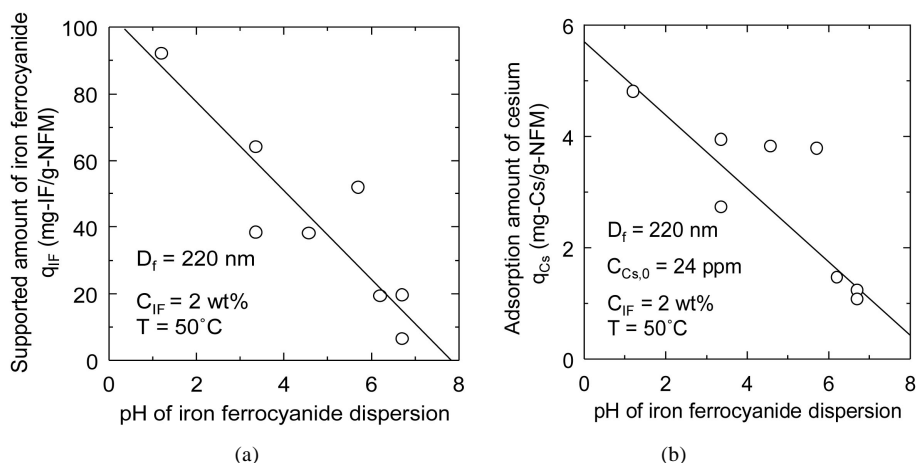 Supported amount of iron ferrocyanide
q_IF (mg-IF/g-NFM)
100
80
60
40
20
0
D_f = 220 nm
C_IF = 2 wt%
T = 50˚C
0 2 4 6 8
pH of iron ferrocyanide dispersion
(a)
Adsorption amount of cesium
q_Cs (mg-Cs/g-NFM)
6
4
2
0
D_f = 220 nm
C_Cs,0 = 24 ppm
C_IF = 2 wt%
T = 50˚C
0 2 4 6 8
pH of iron ferrocyanide dispersion
(b)